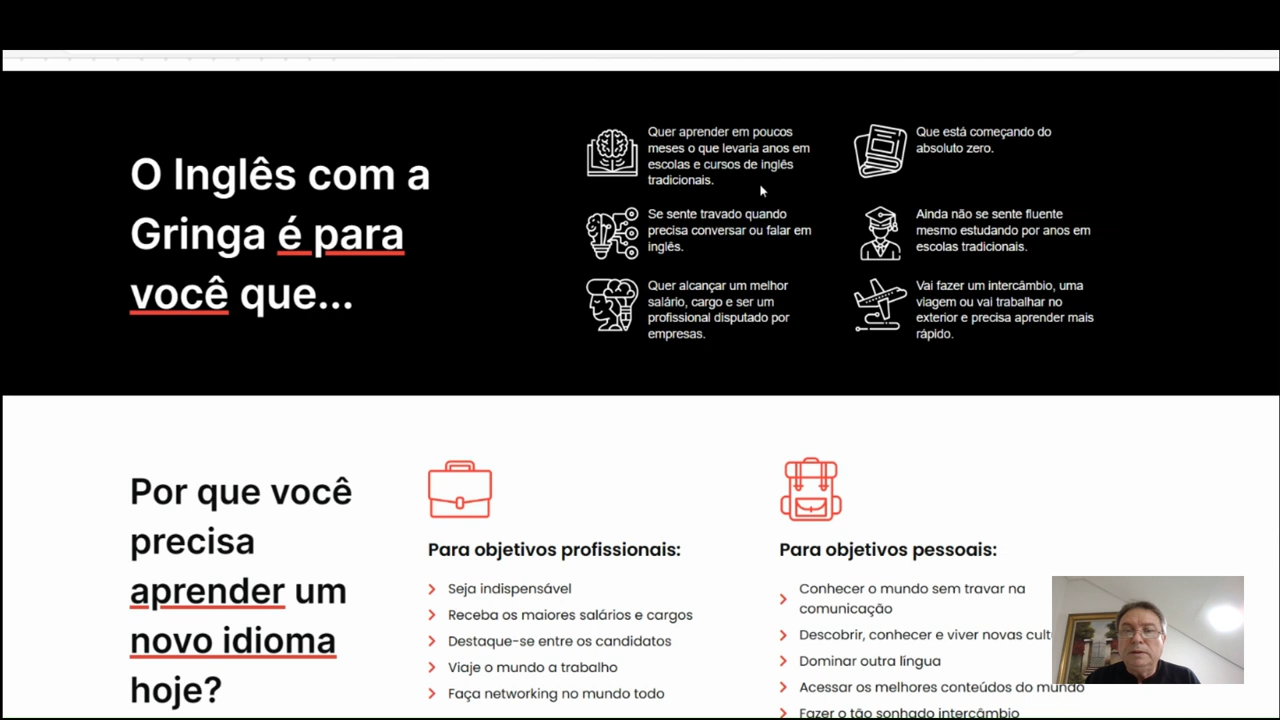 O Inglês com a
Gringa é para
você que...
Quer aprender em poucos
meses o que levaria anos em
escolas e cursos de inglês
tradicionais.
Que está começando do
absoluto zero.
Se sente travado quando
precisa conversar ou falar em
inglês.
Ainda não se sente fluente
mesmo estudando por anos em
escolas tradicionais.
Quer alcançar um melhor
salário, cargo e ser um
profissional disputado por
empresas.
Vai fazer um intercâmbio, uma
viagem ou vai trabalhar no
exterior e precisa aprender mais
rápido.
Por que você
precisa
aprender um
novo idioma
hoje?
Para objetivos profissionais:
Seja indispensável
Receba os maiores salários e cargos
Destaque-se entre os candidatos
Viaje o mundo a trabalho
Faça networking no mundo todo
Para objetivos pessoais:
Conhecer o mundo sem travar na
comunicação
Descobrir, conhecer e viver novas
Dominar outra língua
Acessar os melhores conteúdos do mundo
Fazer o tão sonhado intercâmbio